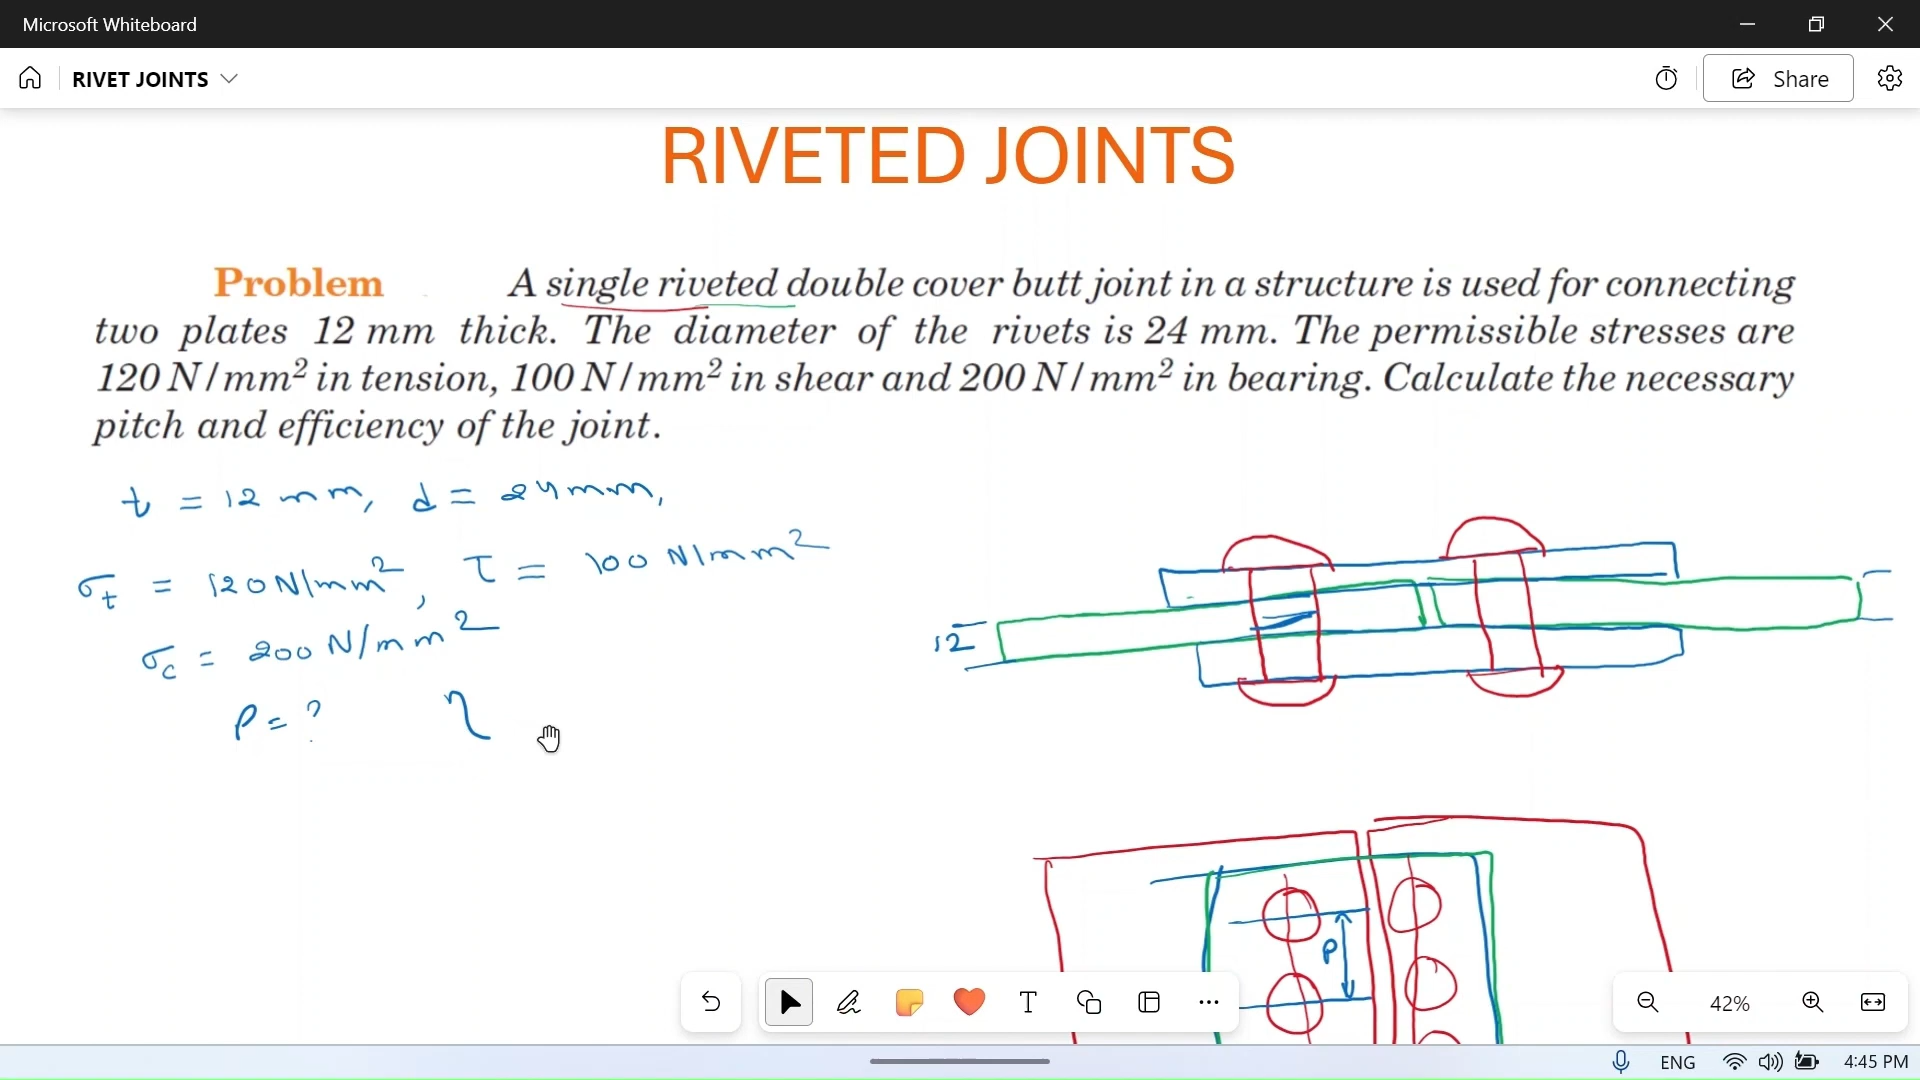 Microsoft Whiteboard
RIVET JOINTS
Share
RIVETED JOINTS
Problem A single riveted double cover butt joint in a structure is used for connecting
two plates 12 mm thick. The diameter of the rivets is 24 mm. The permissible stresses are
120 N/mm² in tension, 100 N/mm² in shear and 200 N/mm² in bearing. Calculate the necessary
pitch and efficiency of the joint.
t = 12 mm, d = 24mm,
σt = 120N/mm², τ = 100 N/mm²
σc = 200 N/mm²
P = ? η
12
P
T
42%
ENG
4:45 PM